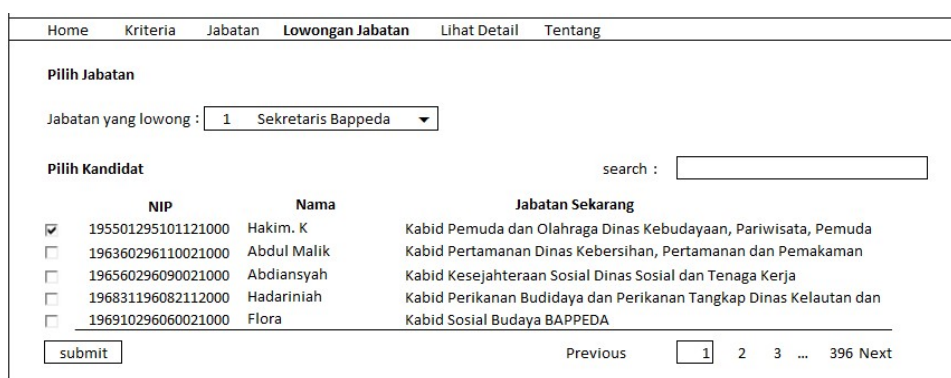 Home Kriteria Jabatan Lowongan Jabatan Lihat Detail Tentang
Pilih Jabatan
Jabatan yang lowong : 1 Sekretaris Bappeda
Pilih Kandidat search :
NIP Nama Jabatan Sekarang
195501295101121000 Hakim. K Kabid Pemuda dan Olahraga Dinas Kebudayaan, Pariwisata, Pemuda
196360296110021000 Abdul Malik Kabid Pertamanan Dinas Kebersihan, Pertamanan dan Pemakaman
196560296090021000 Abdiansyah Kabid Kesejahteraan Sosial Dinas Sosial dan Tenaga Kerja
196831196082112000 Hadariniah Kabid Perikanan Budidaya dan Perikanan Tangkap Dinas Kelautan dan
196910296060021000 Flora Kabid Sosial Budaya BAPPEDA
submit Previous 1 2 3 ... 396 Next